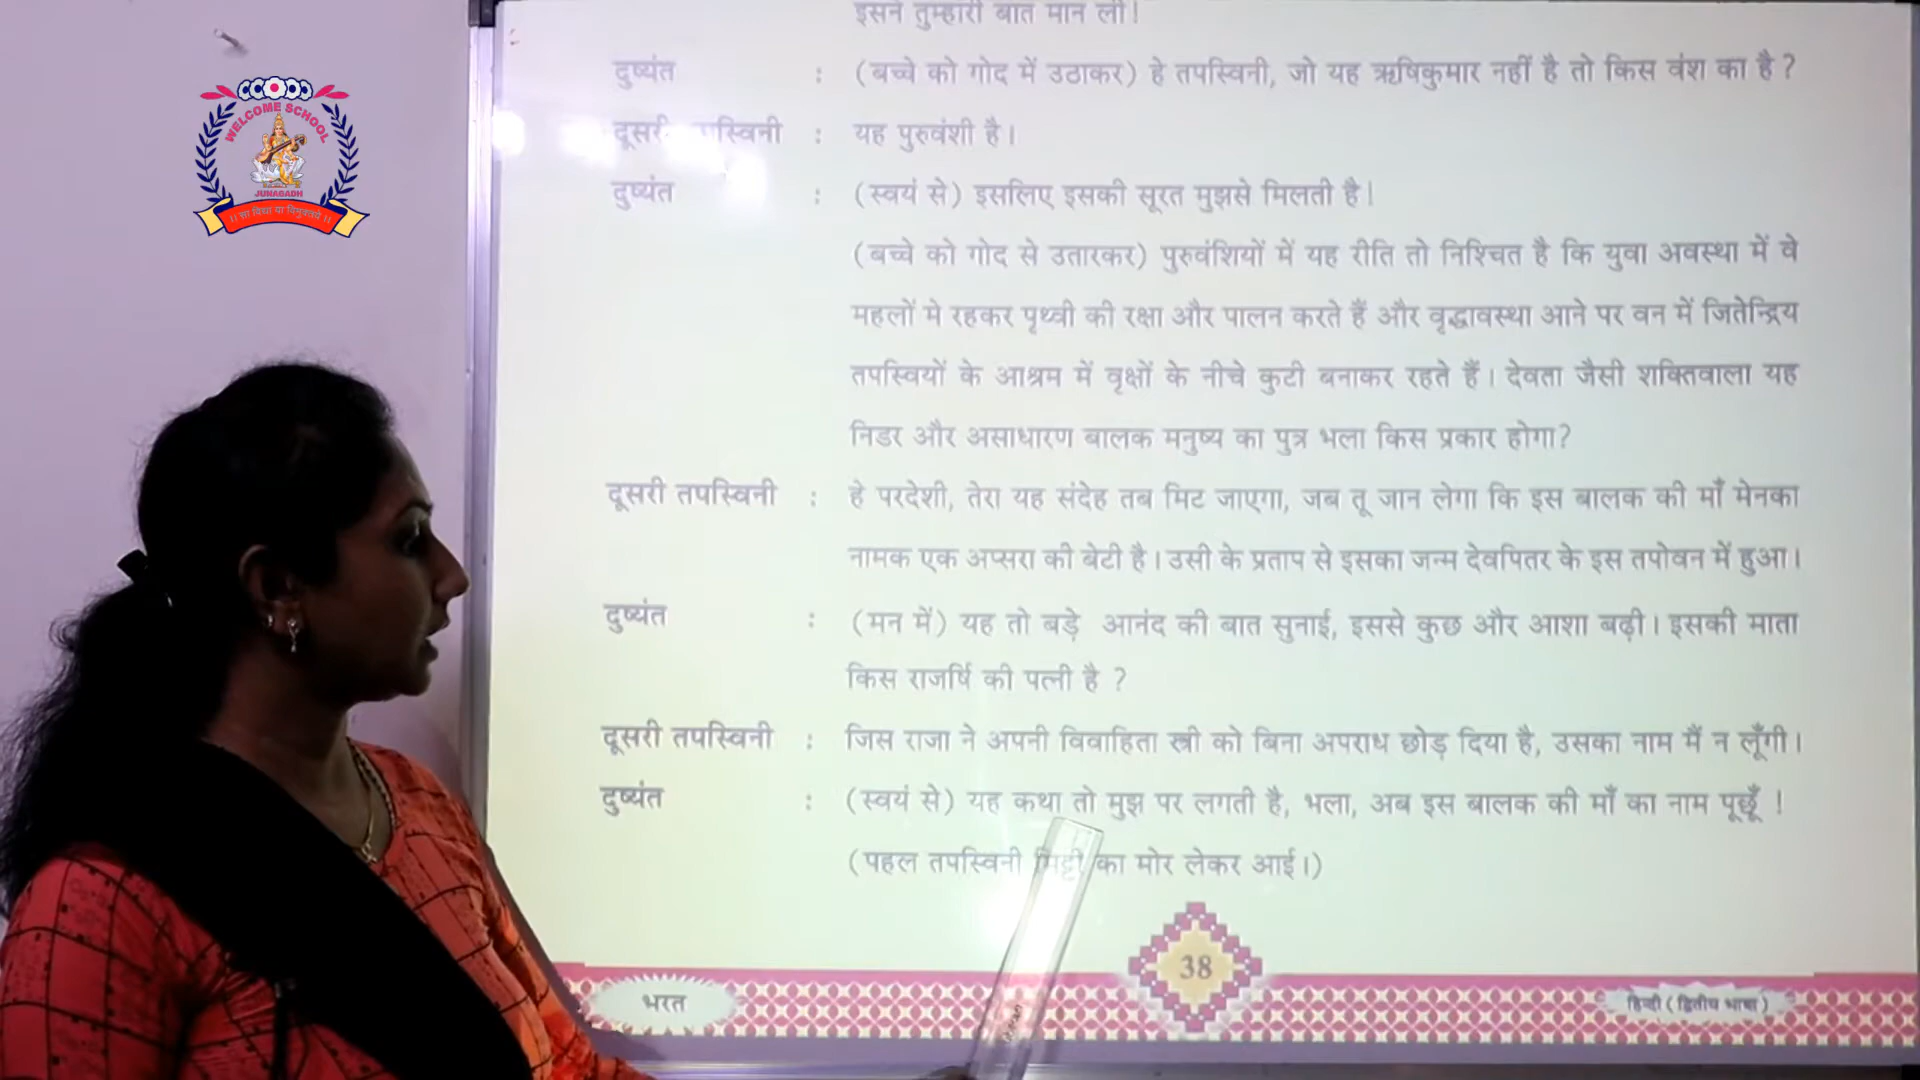 WELCOME SCHOOL
JUNAGADH
।। सा विद्या या विमुक्तये ।।
इसने तुम्हारी बात मान ली!
दुष्यंत : (बच्चे को गोद में उठाकर) हे तपस्विनी, जो यह ऋषिकुमार नहीं है तो किस वंश का है ?
दूसरी पस्विनी : यह पुरुवंशी है।
दुष्यंत : (स्वयं से) इसलिए इसकी सूरत मुझसे मिलती है।
(बच्चे को गोद से उतारकर) पुरुवंशियों में यह रीति तो निश्चित है कि युवा अवस्था में वे
महलों मे रहकर पृथ्वी की रक्षा और पालन करते हैं और वृद्धावस्था आने पर वन में जितेन्द्रिय
तपस्वियों के आश्रम में वृक्षों के नीचे कुटी बनाकर रहते हैं। देवता जैसी शक्तिवाला यह
निडर और असाधारण बालक मनुष्य का पुत्र भला किस प्रकार होगा?
दूसरी तपस्विनी : हे परदेशी, तेरा यह संदेह तब मिट जाएगा, जब तू जान लेगा कि इस बालक की माँ मेनका
नामक एक अप्सरा की बेटी है। उसी के प्रताप से इसका जन्म देवपितर के इस तपोवन में हुआ।
दुष्यंत : (मन में) यह तो बड़े आनंद की बात सुनाई, इससे कुछ और आशा बढ़ी। इसकी माता
किस राजर्षि की पत्नी है ?
दूसरी तपस्विनी : जिस राजा ने अपनी विवाहिता स्त्री को बिना अपराध छोड़ दिया है, उसका नाम मैं न लूँगी।
दुष्यंत : (स्वयं से) यह कथा तो मुझ पर लगती है, भला, अब इस बालक की माँ का नाम पूछूँ !
(पहल तपस्विनी मिट्टी का मोर लेकर आई।)
भरत
38
हिन्दी (द्वितीय भाषा)